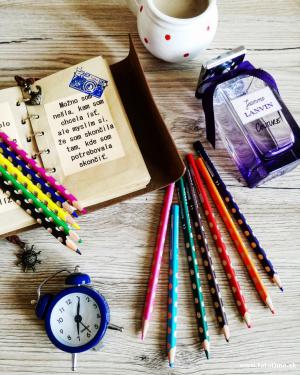 Možno som
nešla, kam som
chcela ísť,
ale myslím si,
že som skončila
tam, kde som
potrebovala
skončiť.
Jeanne
LANVIN
Couture